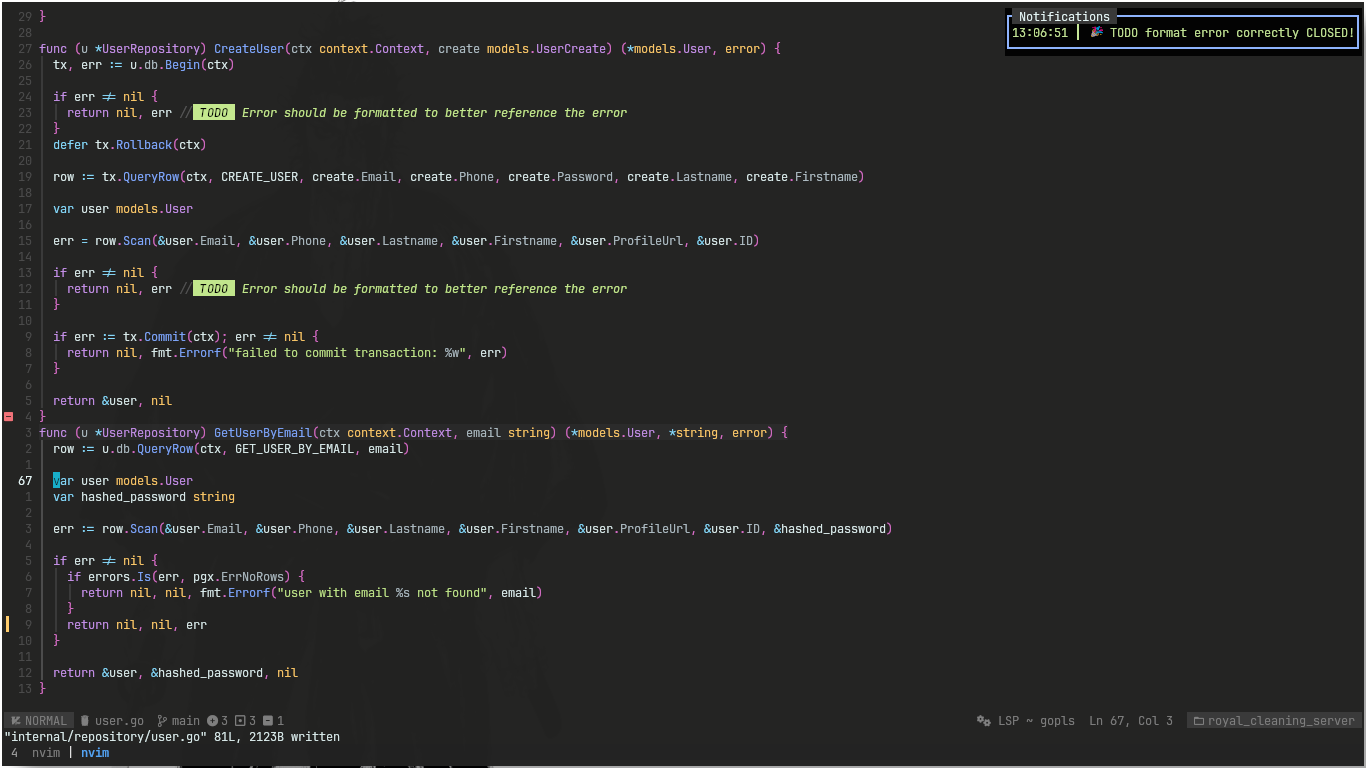 Notifications
13:06:51 | 🎉 TODO format error correctly CLOSED!
29 }
28
27 func (u *UserRepository) CreateUser(ctx context.Context, create models.UserCreate) (*models.User, error) {
26 tx, err := u.db.Begin(ctx)
25
24 if err ≠ nil {
23 return nil, err // TODO Error should be formatted to better reference the error
22 }
21 defer tx.Rollback(ctx)
20
19 row := tx.QueryRow(ctx, CREATE_USER, create.Email, create.Phone, create.Password, create.Lastname, create.Firstname)
18
17 var user models.User
16
15 err = row.Scan(&user.Email, &user.Phone, &user.Lastname, &user.Firstname, &user.ProfileUrl, &user.ID)
14
13 if err ≠ nil {
12 return nil, err // TODO Error should be formatted to better reference the error
11 }
10
9 if err := tx.Commit(ctx); err ≠ nil {
8 return nil, fmt.Errorf("failed to commit transaction: %w", err)
7 }
6
5 return &user, nil
4 }
3 func (u *UserRepository) GetUserByEmail(ctx context.Context, email string) (*models.User, *string, error) {
2 row := u.db.QueryRow(ctx, GET_USER_BY_EMAIL, email)
1
67 var user models.User
1 var hashed_password string
2
3 err := row.Scan(&user.Email, &user.Phone, &user.Lastname, &user.Firstname, &user.ProfileUrl, &user.ID, &hashed_password)
4
5 if err ≠ nil {
6 if errors.Is(err, pgx.ErrNoRows) {
7 return nil, nil, fmt.Errorf("user with email %s not found", email)
8 }
9 return nil, nil, err
10 }
11
12 return &user, &hashed_password, nil
13 }
NORMAL user.go main 3 3 1 LSP ~ gopls Ln 67, Col 3 royal_cleaning_server
"internal/repository/user.go" 81L, 2123B written
4 nvim | nvim